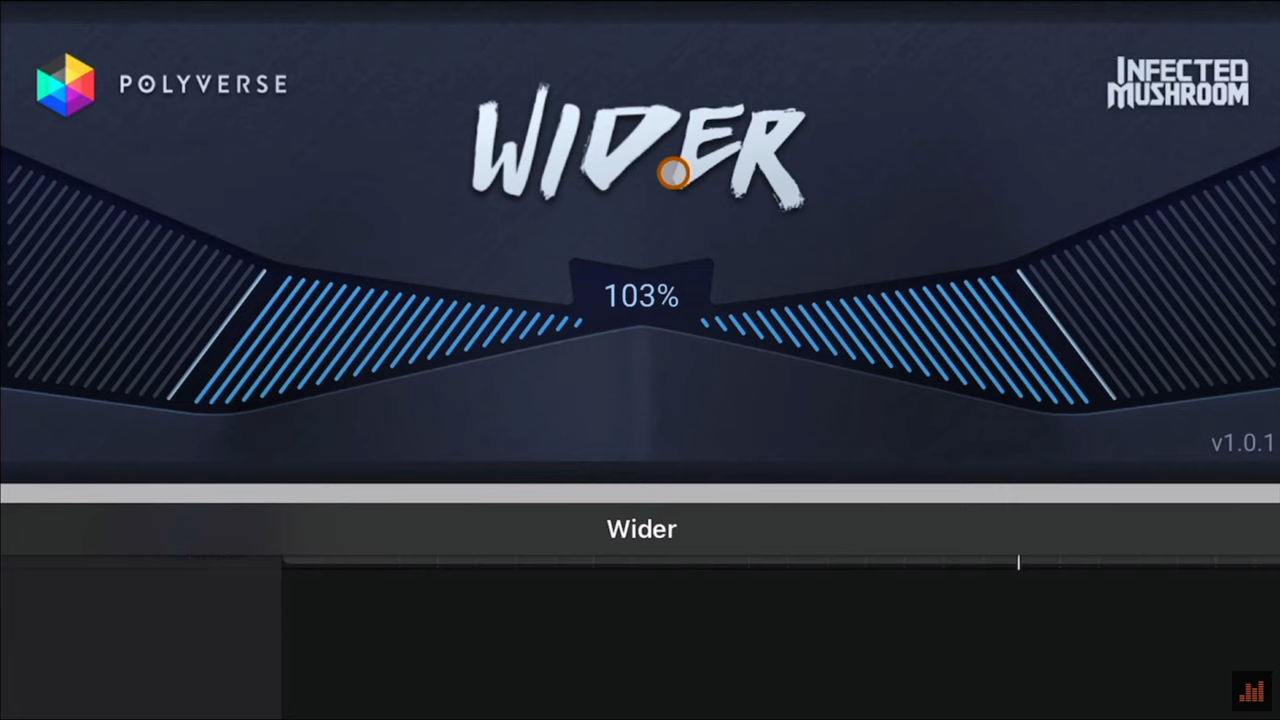 POLYVERSE
WIDER
INFECTED
MUSHROOM
103%
v1.0.1
Wider